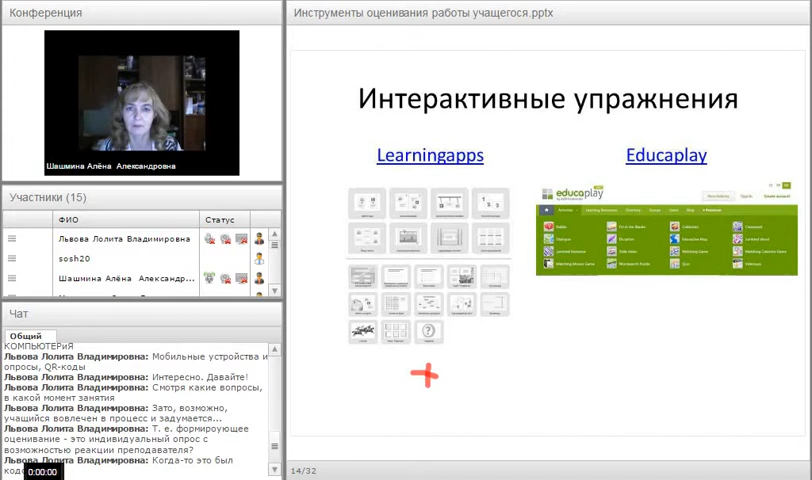 Конференция
Шашмина Алёна Александровна
Участники (15)
ФИО
Статус
Львова Лолита Владимировна
sosh20
Шашмина Алёна Александр...
Чат
Общий
КОМПЬЮТЕРиЯ
Львова Лолита Владимировна: Мобильные устройства и
опросы, QR-коды
Львова Лолита Владимировна: Интересно. Давайте!
Львова Лолита Владимировна: Смотря какие вопросы,
в какой момент занятия
Львова Лолита Владимировна: Зато, возможно,
учащийся вовлечен в процесс и задумается...
Львова Лолита Владимировна: Т. е. формироующее
оценивание - это индивидуальный опрос с
возможностью реакции преподавателя?
Львова Лолита Владимировна: Когда-то это был
0:00:00
Инструменты оценивания работы учащегося.pptx
Интерактивные упражнения
Learningapps
Educaplay
educaplay
14/32